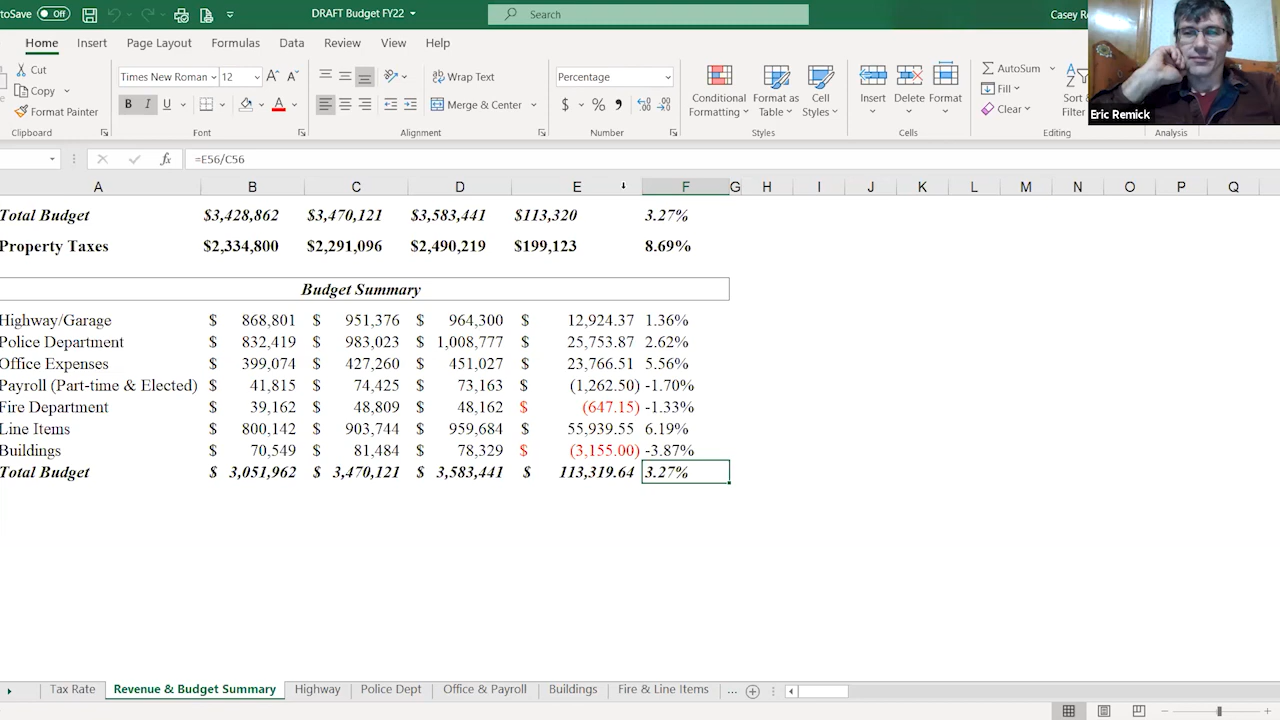 toSave Off DRAFT Budget FY22 Search Casey Re
Home Insert Page Layout Formulas Data Review View Help
Cut Times New Roman 12 A A Wrap Text Percentage AutoSum
Copy Fill
Format Painter B I U A Merge & Center $ % , Conditional Formatting Format as Table Cell Styles Insert Delete Format Clear Sort & Filter
Clipboard Font Alignment Number Styles Cells Editing Analysis
Eric Remick
fx =E56/C56
A B C D E F G H I J K L M N O P Q
Total Budget $3,428,862 $3,470,121 $3,583,441 $113,320 3.27%
Property Taxes $2,334,800 $2,291,096 $2,490,219 $199,123 8.69%
Budget Summary
Highway/Garage $ 868,801 $ 951,376 $ 964,300 $ 12,924.37 1.36%
Police Department $ 832,419 $ 983,023 $ 1,008,777 $ 25,753.87 2.62%
Office Expenses $ 399,074 $ 427,260 $ 451,027 $ 23,766.51 5.56%
Payroll (Part-time & Elected) $ 41,815 $ 74,425 $ 73,163 $ (1,262.50) -1.70%
Fire Department $ 39,162 $ 48,809 $ 48,162 $ (647.15) -1.33%
Line Items $ 800,142 $ 903,744 $ 959,684 $ 55,939.55 6.19%
Buildings $ 70,549 $ 81,484 $ 78,329 $ (3,155.00) -3.87%
Total Budget $ 3,051,962 $ 3,470,121 $ 3,583,441 $ 113,319.64 3.27%
Tax Rate Revenue & Budget Summary Highway Police Dept Office & Payroll Buildings Fire & Line Items ...